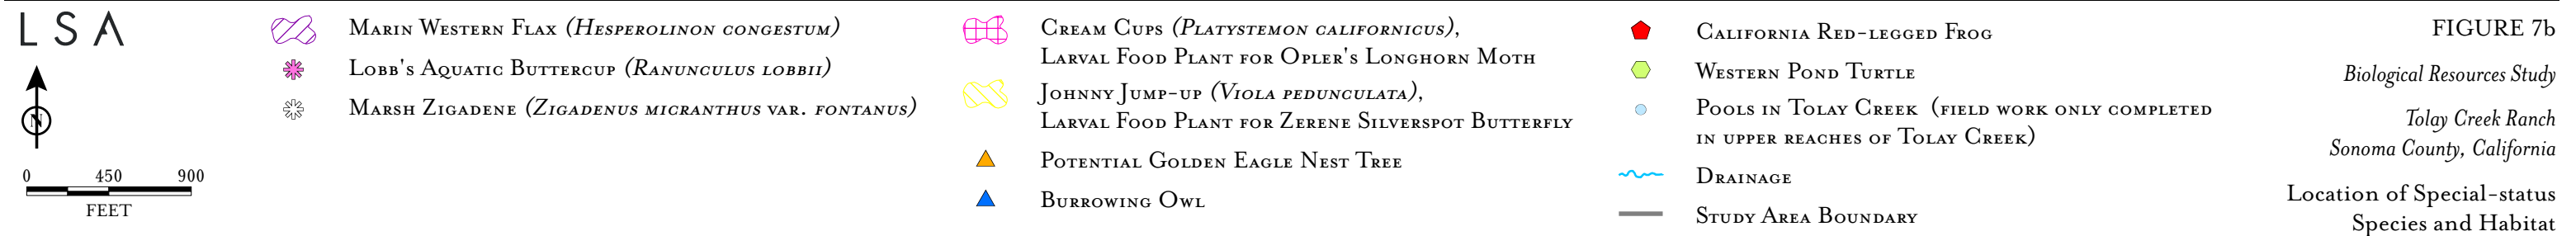 LSA
N
0 450 900
FEET
Marin Western Flax (Hesperolinon congestum)
Lobb's Aquatic Buttercup (Ranunculus lobbii)
Marsh Zigadene (Zigadenus micranthus var. fontanus)
Cream Cups (Platystemon californicus),
Larval Food Plant for Opler's Longhorn Moth
Johnny Jump-up (Viola pedunculata),
Larval Food Plant for Zerene Silverspot Butterfly
Potential Golden Eagle Nest Tree
Burrowing Owl
California Red-legged Frog
Western Pond Turtle
Pools in Tolay Creek (field work only completed
in upper reaches of Tolay Creek)
Drainage
Study Area Boundary
FIGURE 7b
Biological Resources Study
Tolay Creek Ranch
Sonoma County, California
Location of Special-status
Species and Habitat